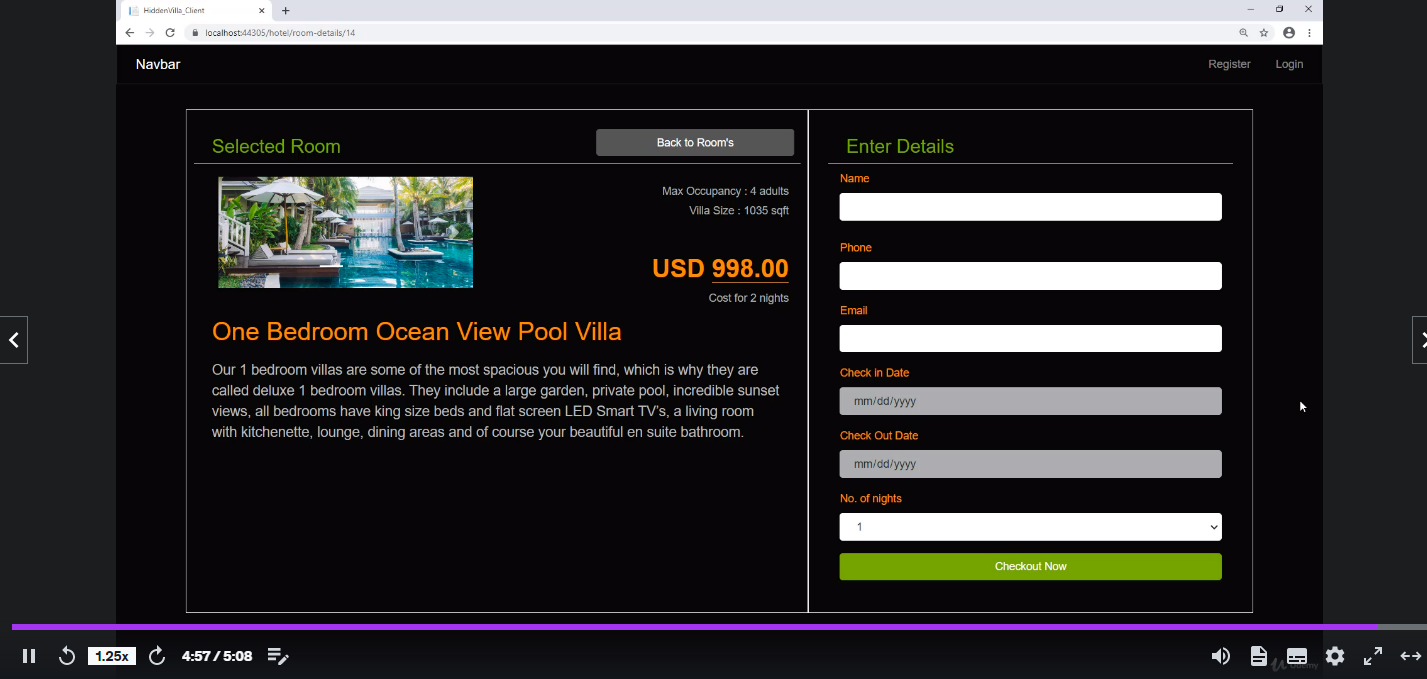 HiddenVilla_Client
localhost:44305/hotel/room-details/14
Navbar
Register
Login
Selected Room
Back to Room's
Max Occupancy : 4 adults
Villa Size : 1035 sqft
USD 998.00
Cost for 2 nights
One Bedroom Ocean View Pool Villa
Our 1 bedroom villas are some of the most spacious you will find, which is why they are
called deluxe 1 bedroom villas. They include a large garden, private pool, incredible sunset
views, all bedrooms have king size beds and flat screen LED Smart TV's, a living room
with kitchenette, lounge, dining areas and of course your beautiful en suite bathroom.
Enter Details
Name
Phone
Email
Check in Date
mm/dd/yyyy
Check Out Date
mm/dd/yyyy
No. of nights
1
Checkout Now
1.25x
4:57 / 5:08
Udemy